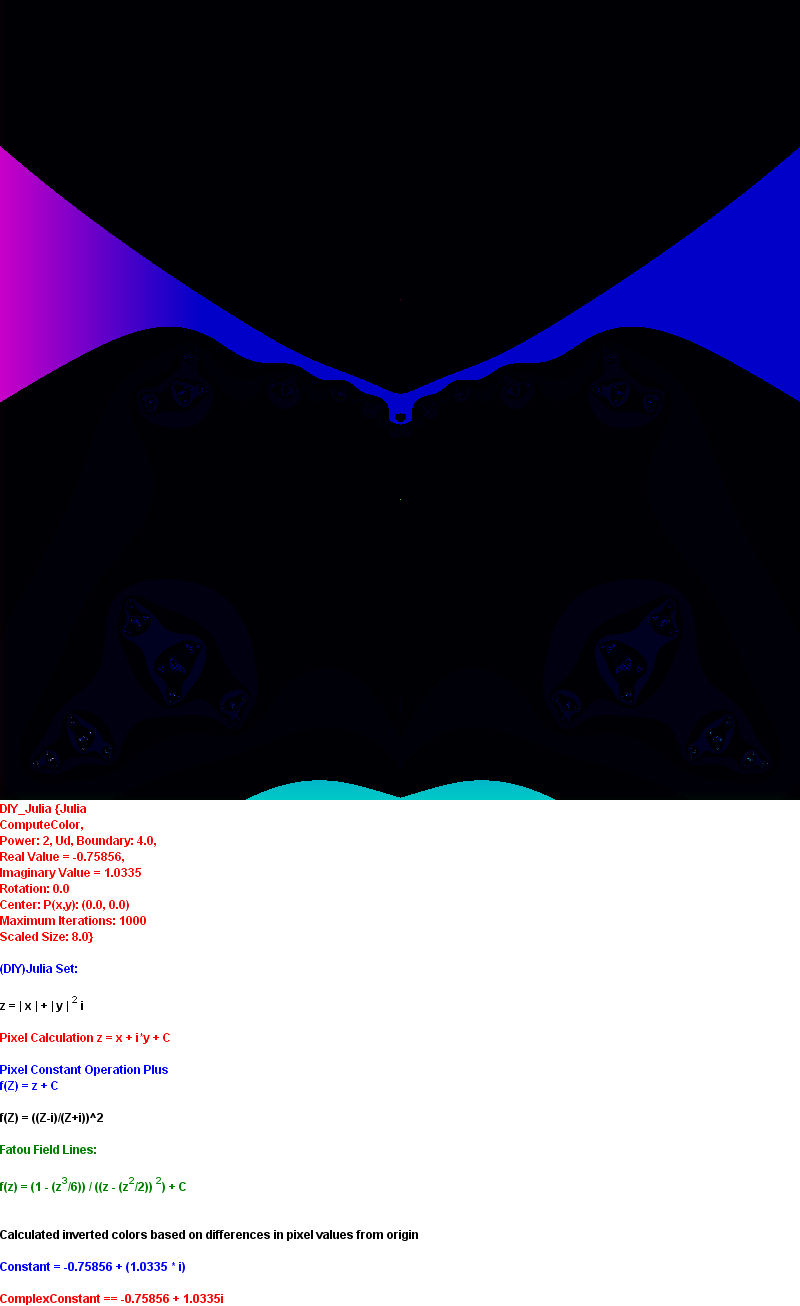 DIY_Julia {Julia
ComputeColor,
Power: 2, Ud, Boundary: 4.0,
Real Value = -0.75856,
Imaginary Value = 1.0335
Rotation: 0.0
Center: P(x,y): (0.0, 0.0)
Maximum Iterations: 1000
Scaled Size: 8.0}
(DIY)Julia Set:
z = | x | + | y | 2 i
Pixel Calculation z = x + i*y + C
Pixel Constant Operation Plus
f(Z) = z + C
f(Z) = ((Z-i)/(Z+i))^2
Fatou Field Lines:
f(z) = (1 - (z3/6)) / ((z - (z2/2)) 2) + C
Calculated inverted colors based on differences in pixel values from origin
Constant = -0.75856 + (1.0335 * i)
ComplexConstant == -0.75856 + 1.0335i